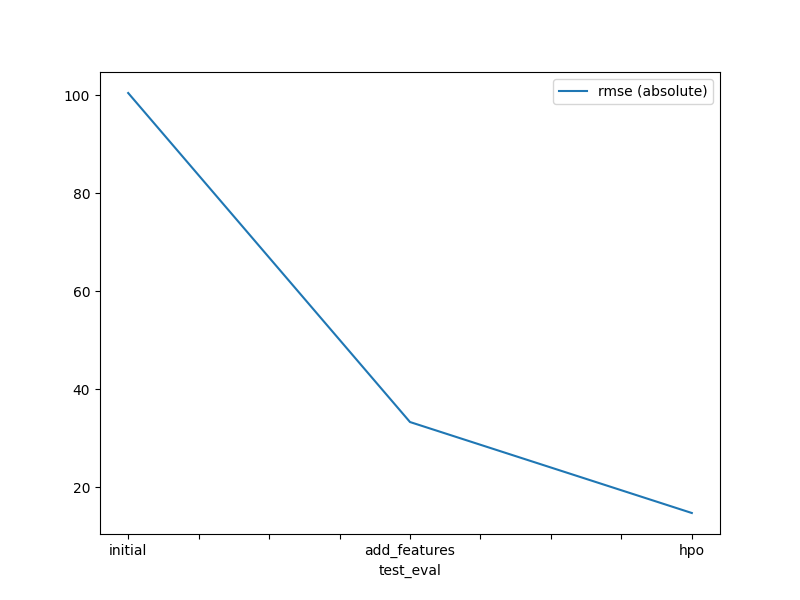 rmse (absolute)
100
80
60
40
20
initial add_features hpo
test_eval